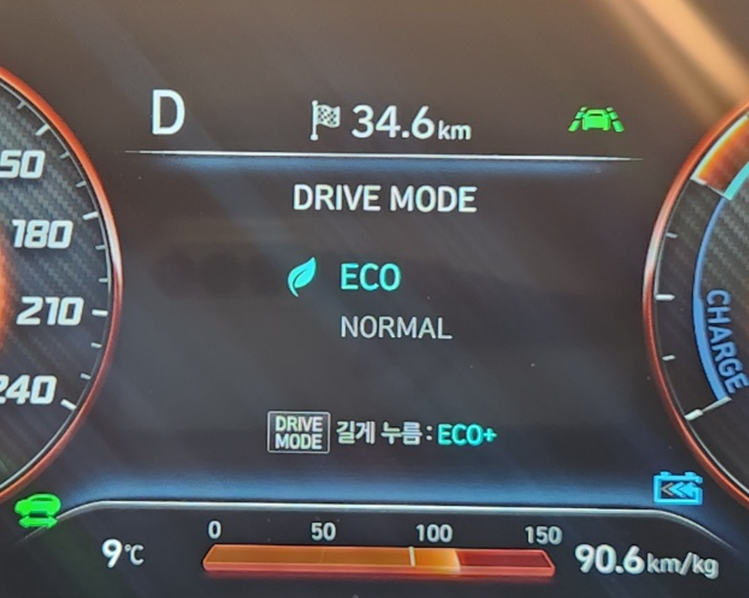 D
34.6km
50
180
210
240
DRIVE MODE
ECO
NORMAL
DRIVE MODE 길게 누름 : ECO+
CHARGE
9℃
0 50 100 150
90.6km/kg